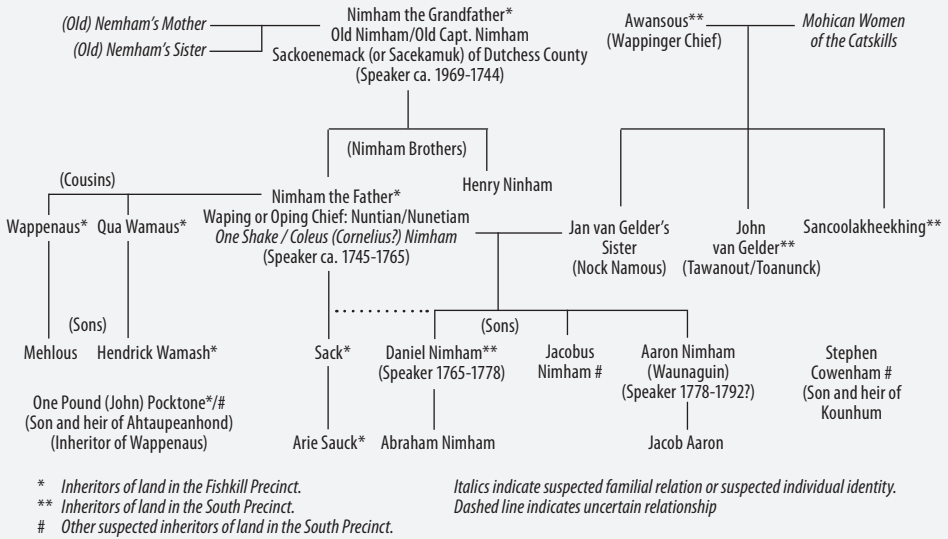 (Old) Nemham's Mother
(Old) Nemham's Sister
Nimham the Grandfather*
Old Nimham/Old Capt. Nimham
Sackoenemack (or Sacekamuk) of Dutchess County
(Speaker ca. 1969-1744)
Awansous**
(Wappinger Chief)
Mohican Women
of the Catskills
(Nimham Brothers)
Henry Ninham
(Cousins)
Wappenaus*
Qua Wamaus*
Nimham the Father*
Waping or Oping Chief: Nuntian/Nunetiam
One Shake / Coleus (Cornelius?) Nimham
(Speaker ca. 1745-1765)
Jan van Gelder's
Sister
(Nock Namous)
John
van Gelder**
(Tawanout/Toanunck)
Sancoolakheekhing**
(Sons)
Mehlous
Hendrick Wamash*
(Sons)
Sack*
Daniel Nimham**
(Speaker 1765-1778)
Jacobus
Nimham #
Aaron Nimham
(Waunaguin)
(Speaker 1778-1792?)
Stephen
Cowenham #
(Son and heir of
Kounhum
One Pound (John) Pocktone*/#
(Son and heir of Ahtaupeanhond)
(Inheritor of Wappenaus)
Arie Sauck*
Abraham Nimham
Jacob Aaron
* Inheritors of land in the Fishkill Precinct.
** Inheritors of land in the South Precinct.
# Other suspected inheritors of land in the South Precinct.
Italics indicate suspected familial relation or suspected individual identity.
Dashed line indicates uncertain relationship